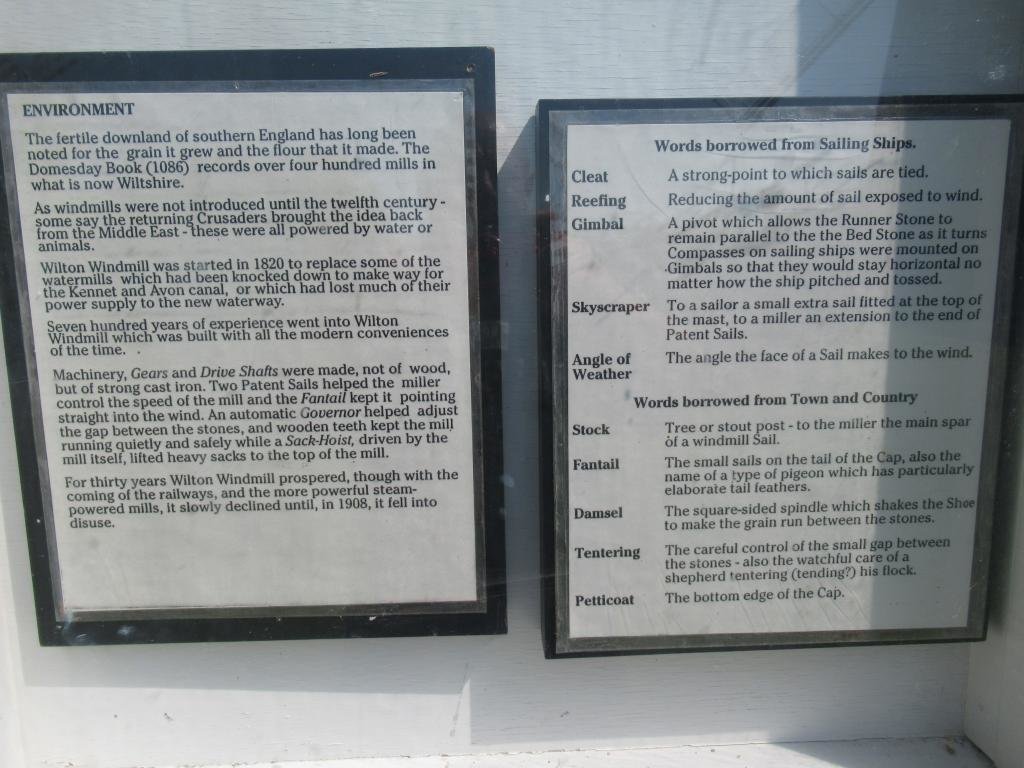 ENVIRONMENT
The fertile downland of southern England has long been
noted for the grain it grew and the flour that it made. The
Domesday Book (1086) records over four hundred mills in
what is now Wiltshire.
As windmills were not introduced until the twelfth century -
some say the returning Crusaders brought the idea back
from the Middle East - these were all powered by water or
animals.
Wilton Windmill was started in 1820 to replace some of the
watermills which had been knocked down to make way for
the Kennet and Avon canal, or which had lost much of their
power supply to the new waterway.
Seven hundred years of experience went into Wilton
Windmill which was built with all the modern conveniences
of the time.
Machinery, Gears and Drive Shafts were made, not of wood,
but of strong cast iron. Two Patent Sails helped the miller
control the speed of the mill and the Fantail kept it pointing
straight into the wind. An automatic Governor helped adjust
the gap between the stones, and wooden teeth kept the mill
running quietly and safely while a Sack-Hoist, driven by the
mill itself, lifted heavy sacks to the top of the mill.
For thirty years Wilton Windmill prospered, though with the
coming of the railways, and the more powerful steam-
powered mills, it slowly declined until, in 1908, it fell into
disuse.
Words borrowed from Sailing Ships.
Cleat A strong-point to which sails are tied.
Reefing Reducing the amount of sail exposed to wind.
Gimbal A pivot which allows the Runner Stone to
remain parallel to the the Bed Stone as it turns
Compasses on sailing ships were mounted on
Gimbals so that they would stay horizontal no
matter how the ship pitched and tossed.
Skyscraper To a sailor a small extra sail fitted at the top of
the mast, to a miller an extension to the end of
Patent Sails.
Angle of The angle the face of a Sail makes to the wind.
Weather
Words borrowed from Town and Country
Stock Tree or stout post - to the miller the main spar
of a windmill Sail.
Fantail The small sails on the tail of the Cap, also the
name of a type of pigeon which has particularly
elaborate tail feathers.
Damsel The square-sided spindle which shakes the Shoe
to make the grain run between the stones.
Tentering The careful control of the small gap between
the stones - also the watchful care of a
shepherd tentering (tending?) his flock.
Petticoat The bottom edge of the Cap.